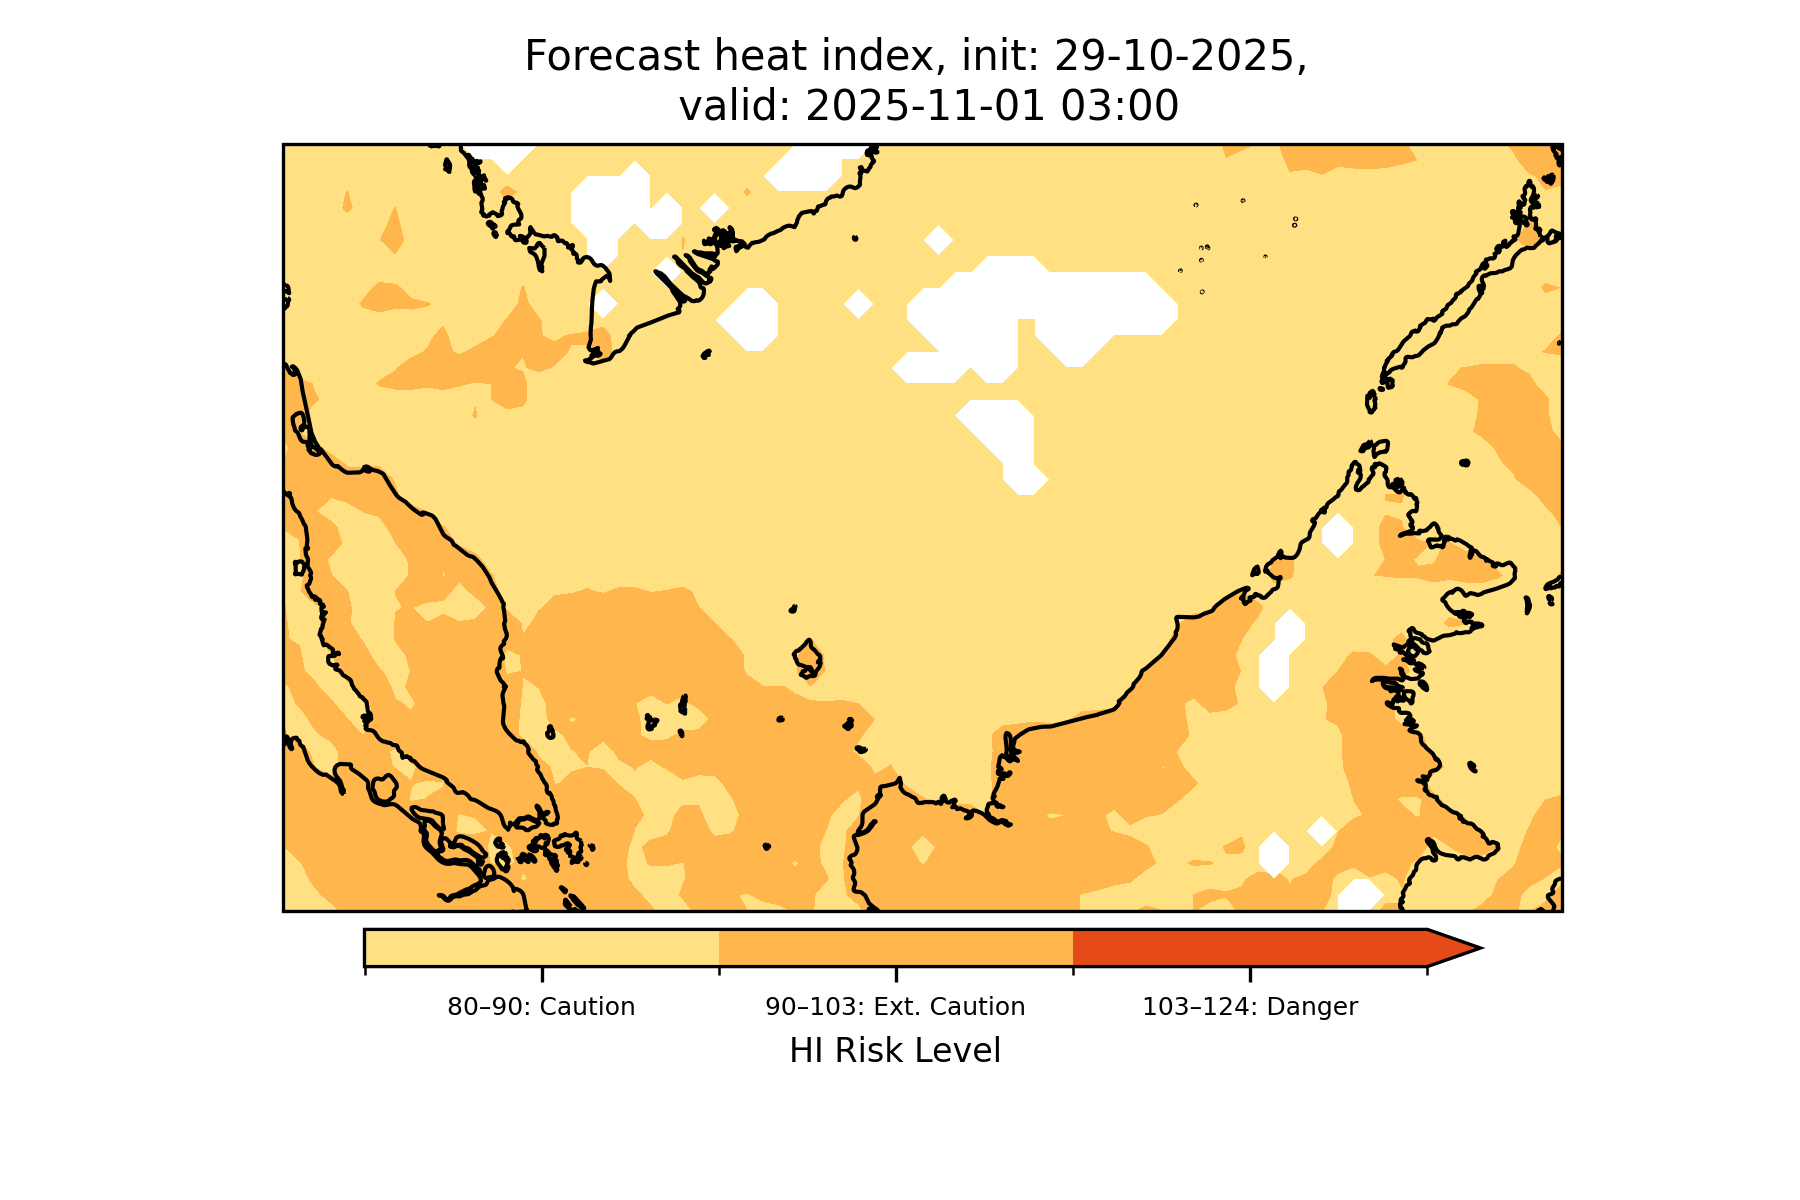 Forecast heat index, init: 29-10-2025,
valid: 2025-11-01 03:00
80–90: Caution
90–103: Ext. Caution
103–124: Danger
HI Risk Level